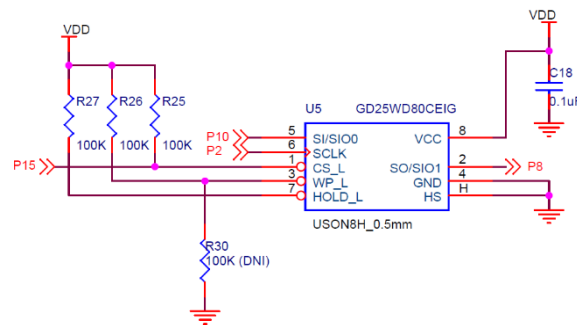 VDD
VDD
R27
R26
R25
100K
100K
100K
C18
0.1uF
U5
GD25WD80CEIG
P10
P2
P15
5
6
1
3
7
SI/SIO0
SCLK
CS_L
WP_L
HOLD_L
VCC
SO/SIO1
GND
HS
8
2
4
H
P8
USON8H_0.5mm
R30
100K (DNI)